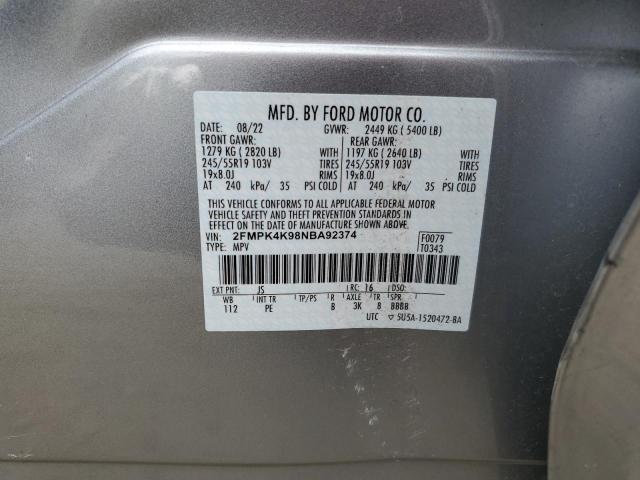 MFD. BY FORD MOTOR CO.
DATE: 08/22 GVWR: 2449 KG ( 5400 LB)
FRONT GAWR: REAR GAWR:
1279 KG ( 2820 LB) WITH 1197 KG ( 2640 LB) WITH
245/55R19 103V TIRES 245/55R19 103V TIRES
19x8.0J RIMS 19x8.0J RIMS
AT 240 kPa/ 35 PSI COLD AT 240 kPa/ 35 PSI COLD
THIS VEHICLE CONFORMS TO ALL APPLICABLE FEDERAL MOTOR
VEHICLE SAFETY AND THEFT PREVENTION STANDARDS IN
EFFECT ON THE DATE OF MANUFACTURE SHOWN ABOVE.
VIN: 2FMPK4K98NBA92374 F0079
TYPE: MPV T0343
EXT PNT: JS RC: 16 DSO:
WB INT TR TP/PS R AXLE TR SPR
112 PE B 3K 8 BBBB
UTC ▽ 5U5A-1520472-BA